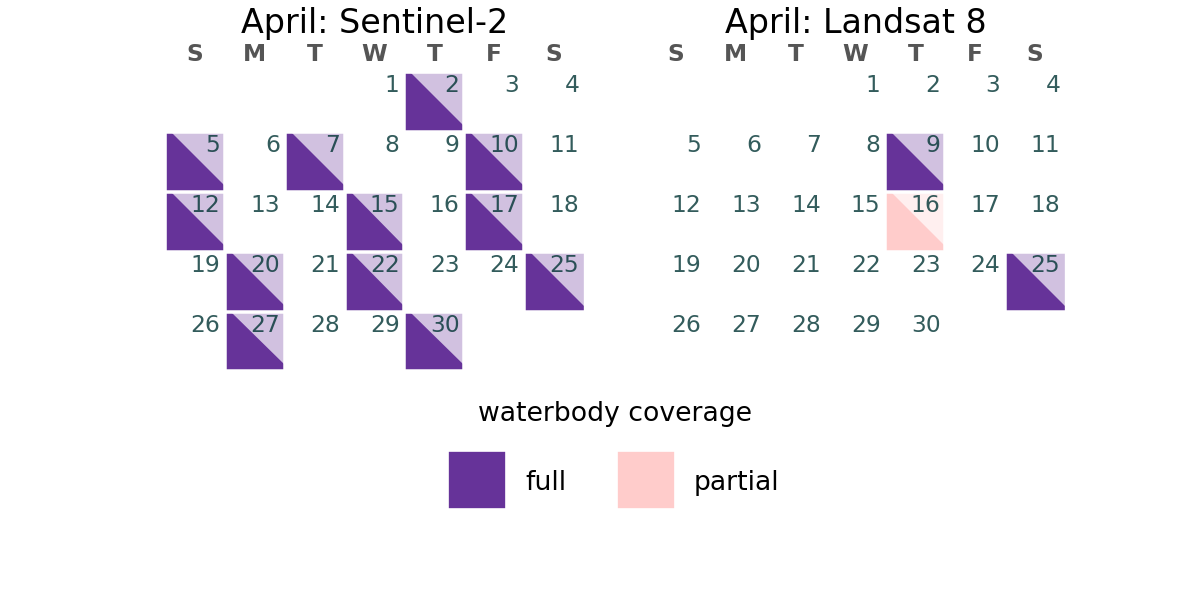 April: Sentinel-2
S M T W T F S
1 2 3 4
5 6 7 8 9 10 11
12 13 14 15 16 17 18
19 20 21 22 23 24 25
26 27 28 29 30
April: Landsat 8
S M T W T F S
1 2 3 4
5 6 7 8 9 10 11
12 13 14 15 16 17 18
19 20 21 22 23 24 25
26 27 28 29 30
waterbody coverage
full partial